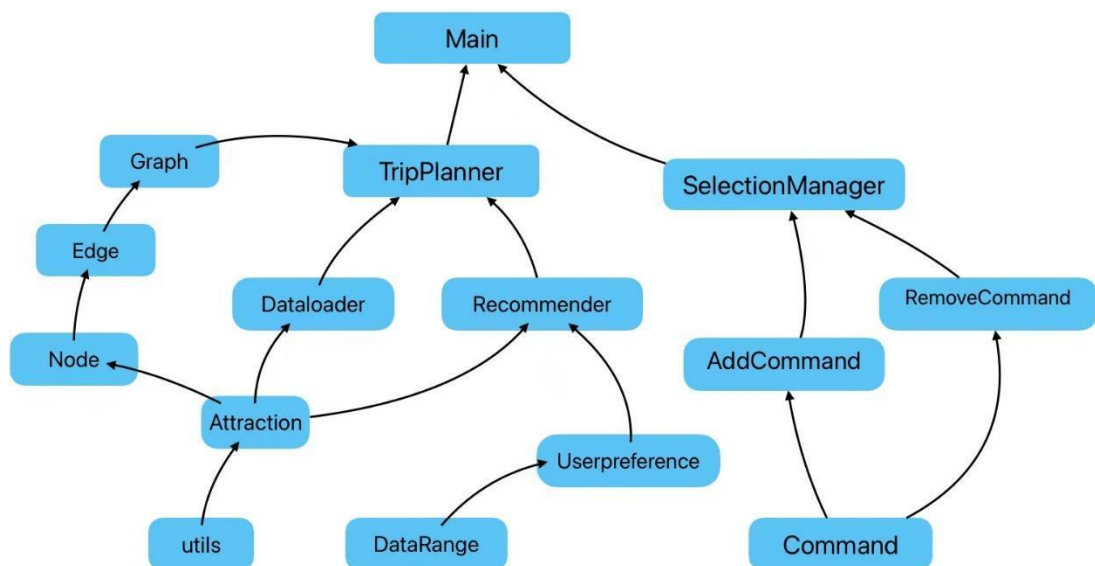 Main
Graph
TripPlanner
SelectionManager
Edge
Dataloader
Recommender
RemoveCommand
Node
AddCommand
Attraction
Userpreference
utils
DataRange
Command